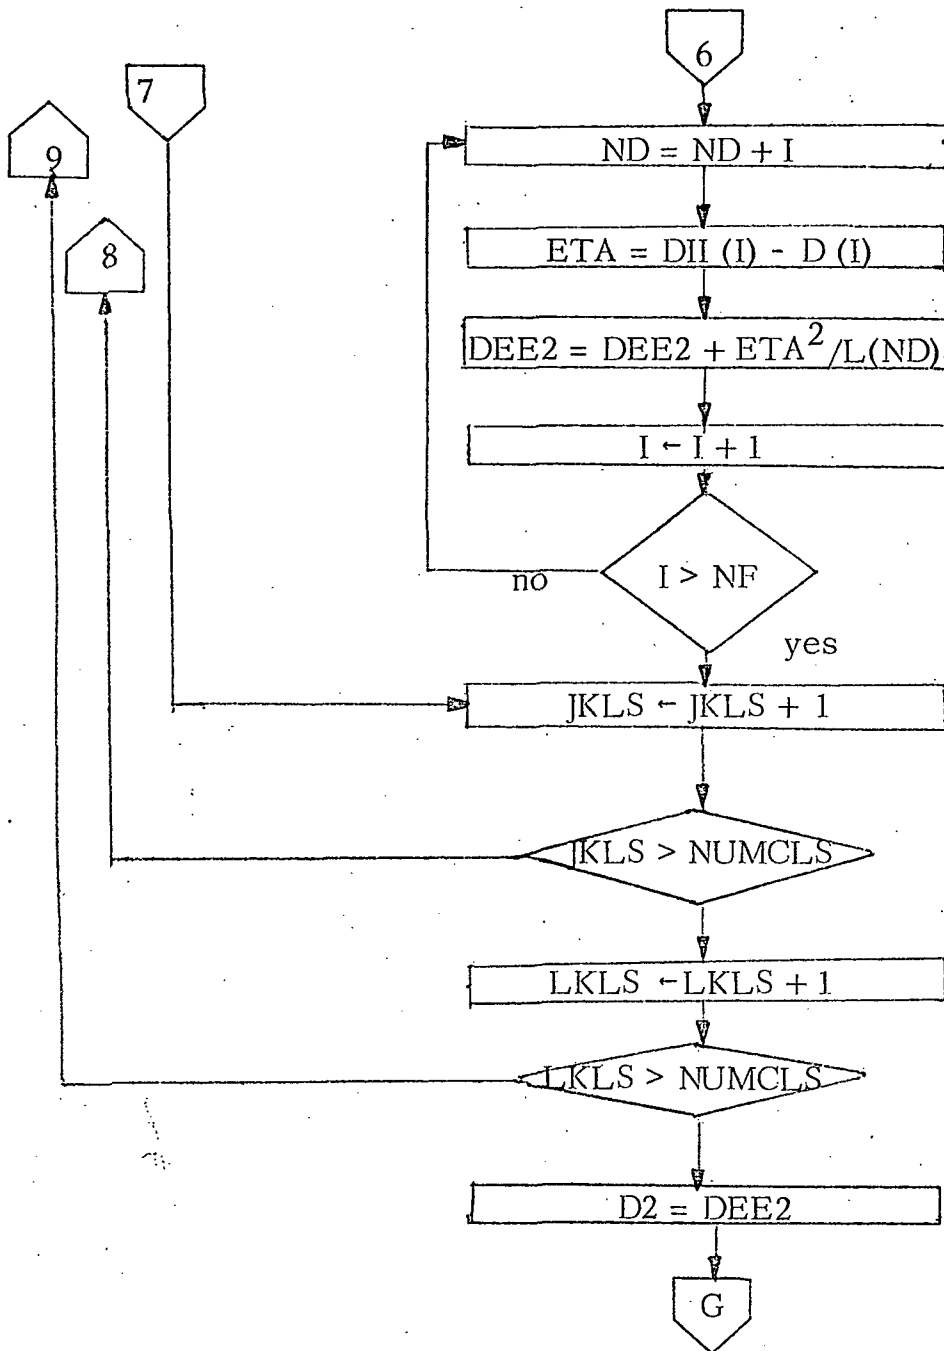 6
7
9
ND = ND + I
8
ETA = DII (I) - D (I)
DEE2 = DEE2 + ETA²/L(ND)
I ← I + 1
I > NF
no
yes
JKLS ← JKLS + 1
JKLS > NUMCLS
LKLS ← LKLS + 1
LKLS > NUMCLS
D2 = DEE2
G